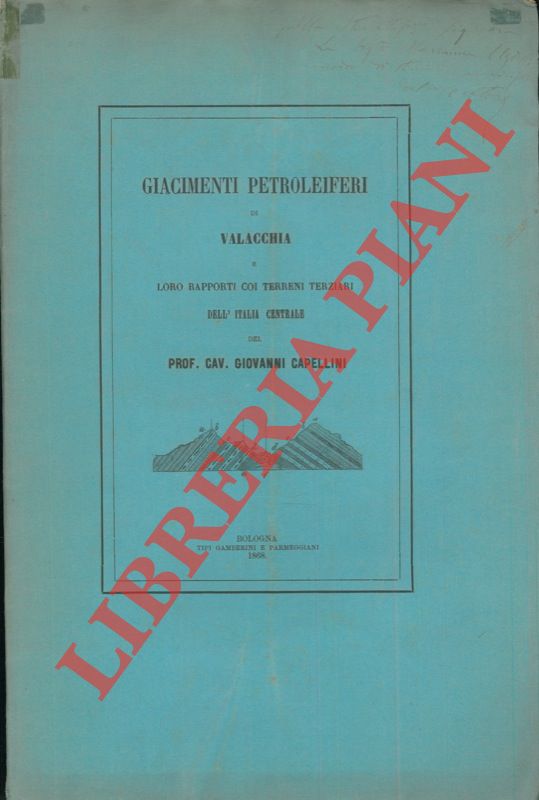 GIACIMENTI PETROLEIFERI
DI
VALACCHIA
E
LORO RAPPORTI COI TERRENI TERZIARI
DELL' ITALIA CENTRALE
DEL
PROF. CAV. GIOVANNI CAPELLINI
BOLOGNA
TIPI GAMBERINI E PARMEGGIANI
1868.
LIBRERIA PIANI